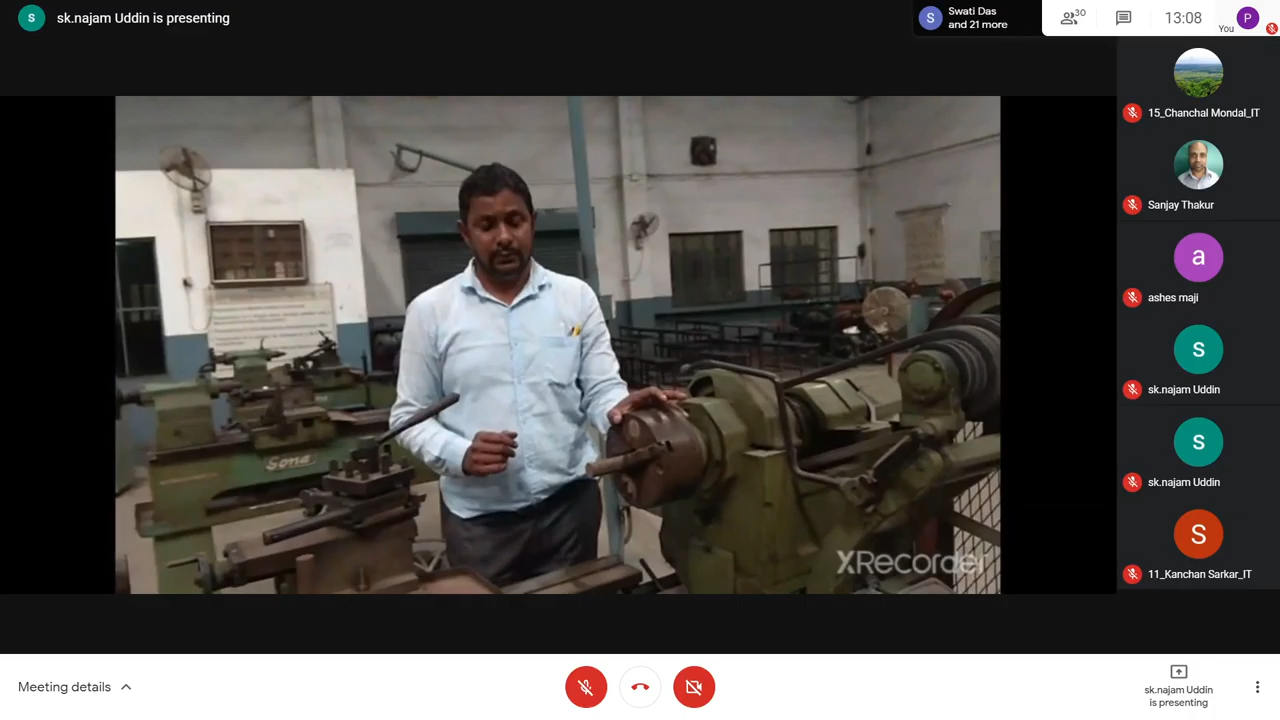 s
sk.najam Uddin is presenting
S
Swati Das
and 21 more
30
13:08
You
P
15_Chanchal Mondal_IT
Sanjay Thakur
a
ashes maji
s
sk.najam Uddin
s
sk.najam Uddin
S
11_Kanchan Sarkar_IT
Sona
XRecorder
Meeting details
sk.najam Uddin
is presenting